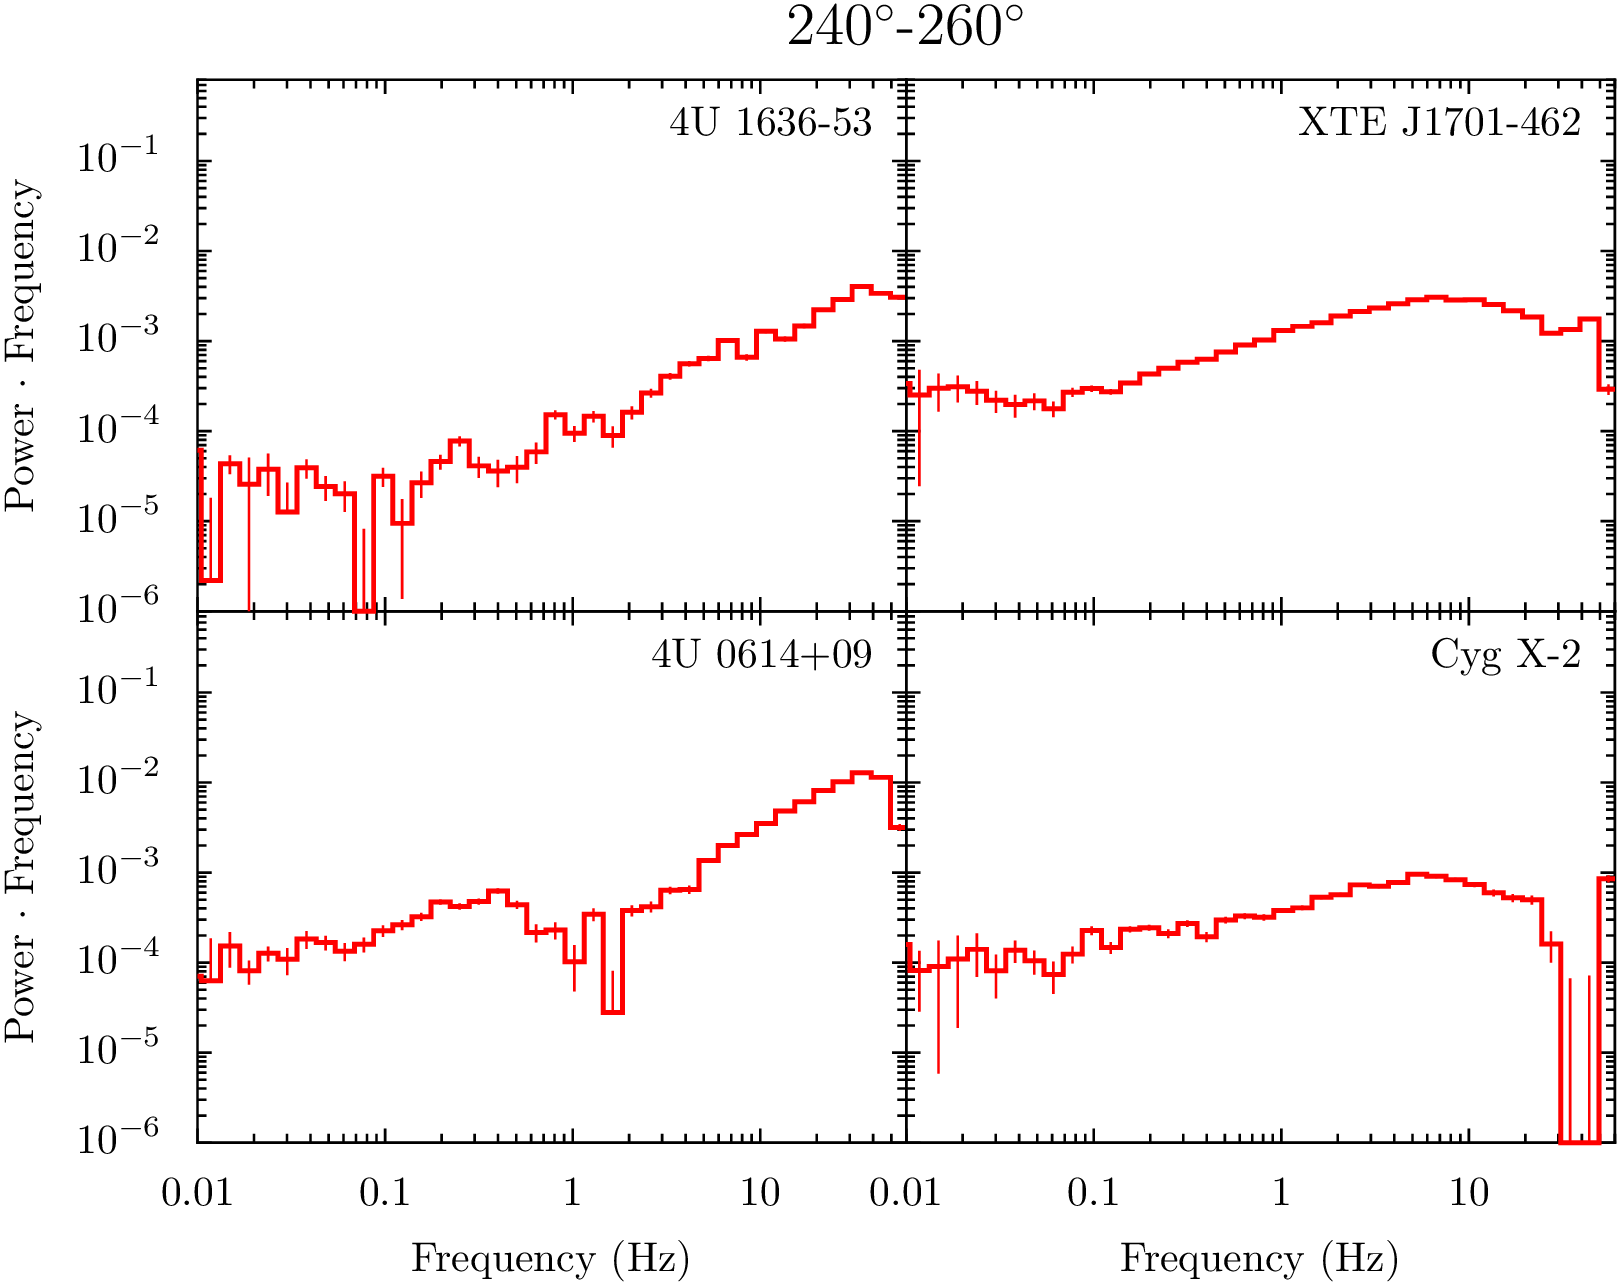 240°-260°
4U 1636-53
XTE J1701-462
Power · Frequency
10⁻¹
10⁻²
10⁻³
10⁻⁴
10⁻⁵
10⁻⁶
4U 0614+09
Cyg X-2
Power · Frequency
10⁻¹
10⁻²
10⁻³
10⁻⁴
10⁻⁵
10⁻⁶
0.01 0.1 1 10 0.01 0.1 1 10
Frequency (Hz) Frequency (Hz)